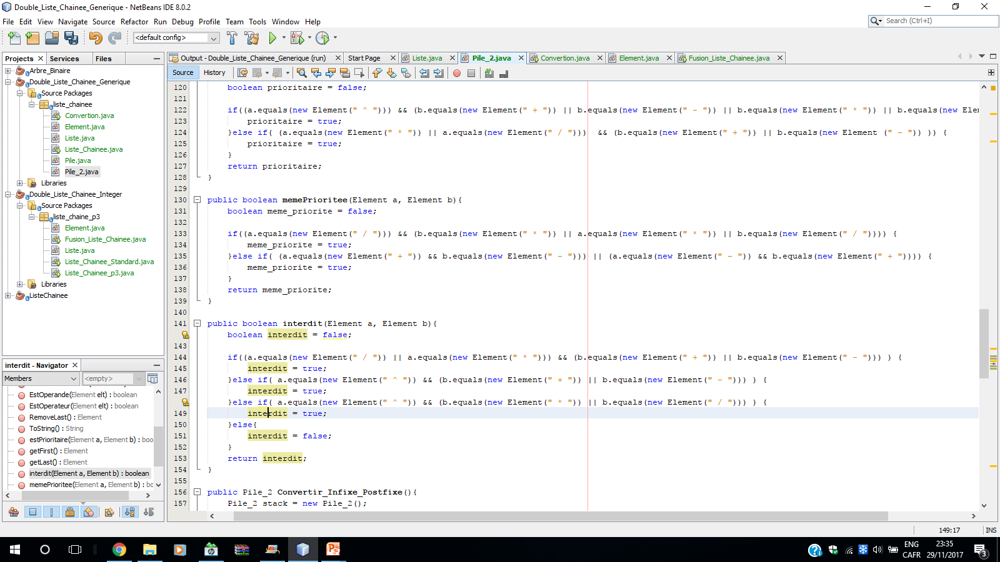 Double_Liste_Chainee_Generique - NetBeans IDE 8.0.2
File Edit View Navigate Source Refactor Run Debug Profile Team Tools Window Help
Search (Ctrl+I)
<default config>
Projects Services Files
Arbre_Binaire
Double_Liste_Chainee_Generique
Source Packages
liste_chainee
Convertion.java
Element.java
Liste.java
Liste_Chainee.java
Pile.java
Pile_2.java
Libraries
Double_Liste_Chainee_Integer
Source Packages
liste_chaine_p3
Element.java
Fusion_Liste_Chainee.java
Liste.java
Liste_Chainee_Standard.java
Liste_Chainee_p3.java
Libraries
ListeChainee
interdit - Navigator
Members <empty>
EstOperande(Element elt) : boolean
EstOperateur(Element elt) : boolean
RemoveLast() : Element
ToString() : String
estPrioritaire(Element a, Element b) : boo
getFirst() : Element
getLast() : Element
interdit(Element a, Element b) : boolean
memePrioritee(Element a, Element b) : bc
Output - Double_Liste_Chainee_Generique (run) Start Page Liste.java Pile_2.java Convertion.java Element.java Fusion_Liste_Chainee.java
Source History
120 boolean prioritaire = false;
121
122 if((a.equals(new Element(" ^ "))) && (b.equals(new Element(" + ")) || b.equals(new Element(" - ")) || b.equals(new Element(" * ")) || b.equals(new Ele
123 prioritaire = true;
124 }else if( (a.equals(new Element(" * ")) || a.equals(new Element(" / "))) && (b.equals(new Element(" + ")) || b.equals(new Element (" - ")) )) {
125 prioritaire = true;
126 }
127 return prioritaire;
128 }
129
130 public boolean memePrioritee(Element a, Element b){
131 boolean meme_priorite = false;
132
133 if((a.equals(new Element(" / "))) && (b.equals(new Element(" * ")) || a.equals(new Element(" * ")) || b.equals(new Element(" / ")))) {
134 meme_priorite = true;
135 }else if( (a.equals(new Element(" + ")) && b.equals(new Element(" - "))) || (a.equals(new Element(" - ")) && b.equals(new Element(" + ")))) {
136 meme_priorite = true;
137 }
138 return meme_priorite;
139 }
140
141 public boolean interdit(Element a, Element b){
boolean interdit = false;
143
144 if((a.equals(new Element(" / ")) || a.equals(new Element(" * "))) && (b.equals(new Element(" + ")) || b.equals(new Element(" - "))) ) {
145 interdit = true;
146 }else if( a.equals(new Element(" ^ ")) && (b.equals(new Element(" + ")) || b.equals(new Element(" - "))) ) {
147 interdit = true;
}else if( a.equals(new Element(" ^ ")) && (b.equals(new Element(" * ")) || b.equals(new Element(" / "))) ) {
149 interdit = true;
150 }else{
151 interdit = false;
152 }
153 return interdit;
154 }
155
156 public Pile_2 Convertir_Infixe_Postfixe(){
157 Pile_2 stack = new Pile_2();
149:17 INS
ENG
CAFR
23:35
29/11/2017
3